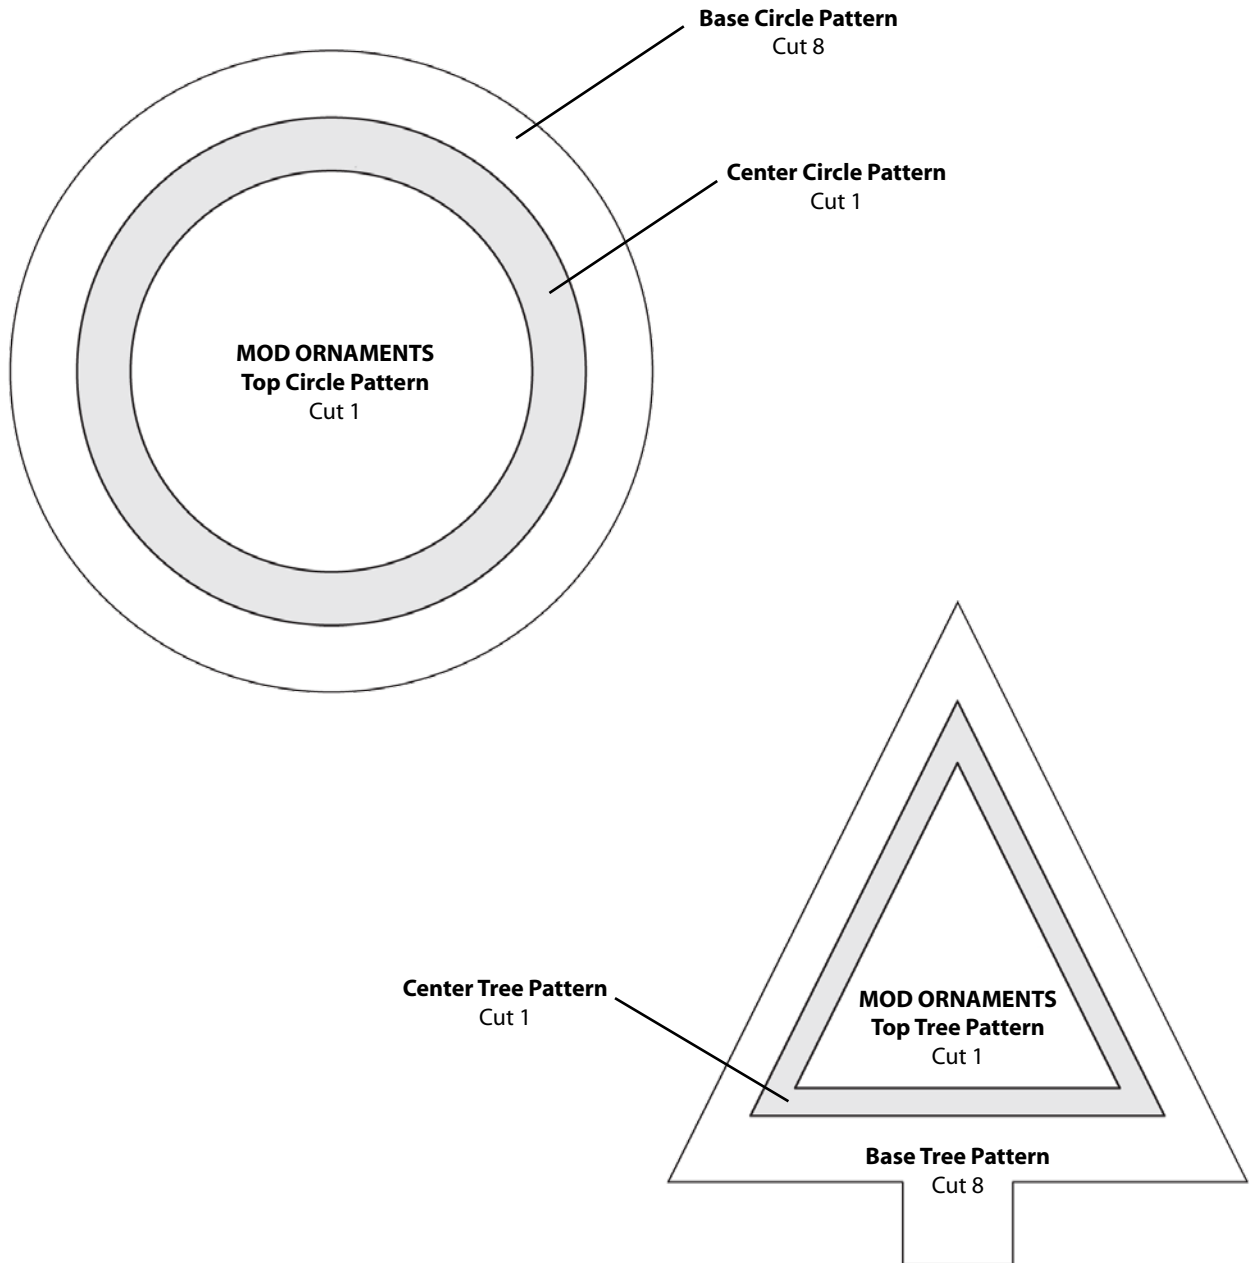 Base Circle Pattern
Cut 8
Center Circle Pattern
Cut 1
MOD ORNAMENTS
Top Circle Pattern
Cut 1
Center Tree Pattern
Cut 1
MOD ORNAMENTS
Top Tree Pattern
Cut 1
Base Tree Pattern
Cut 8